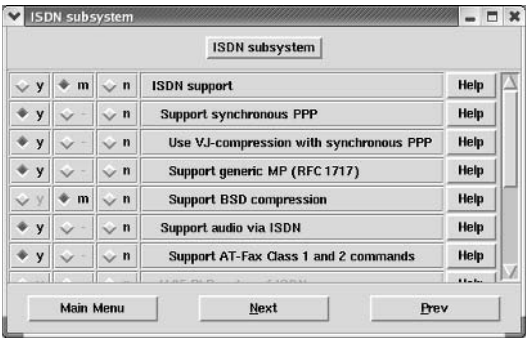 ISDN subsystem
ISDN subsystem
y m n ISDN support Help
y - n Support synchronous PPP Help
y - n Use VJ-compression with synchronous PPP Help
y - n Support generic MP (RFC 1717) Help
y m n Support BSD compression Help
y - n Support audio via ISDN Help
y - n Support AT-Fax Class 1 and 2 commands Help
Main Menu Next Prev